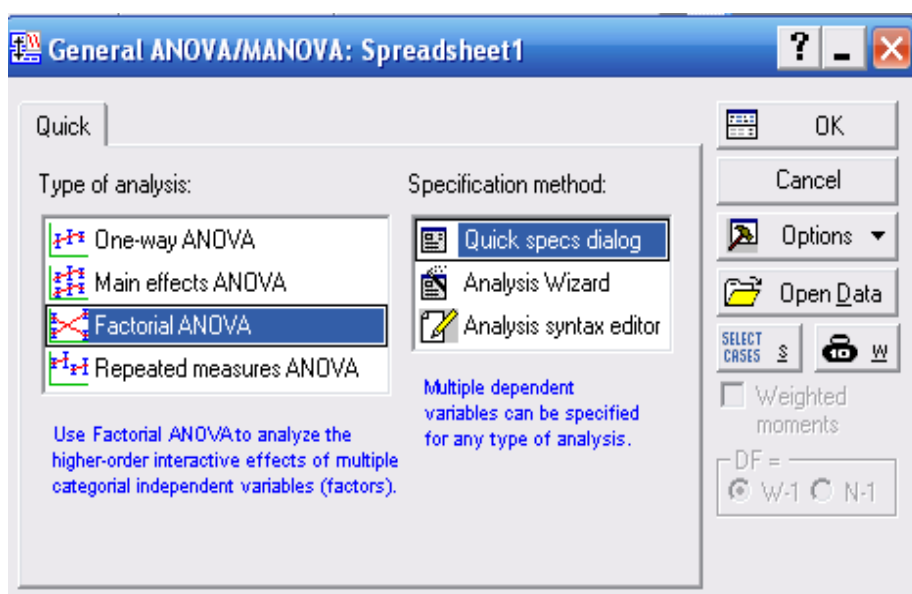 General ANOVA/MANOVA: Spreadsheet1
Quick
Type of analysis:
One-way ANOVA
Main effects ANOVA
Factorial ANOVA
Repeated measures ANOVA
Use Factorial ANOVA to analyze the
higher-order interactive effects of multiple
categorial independent variables (factors).
Specification method:
Quick specs dialog
Analysis Wizard
Analysis syntax editor
Multiple dependent
variables can be specified
for any type of analysis.
OK
Cancel
Options
Open Data
SELECT
CASES S
W
Weighted
moments
DF =
W-1 N-1